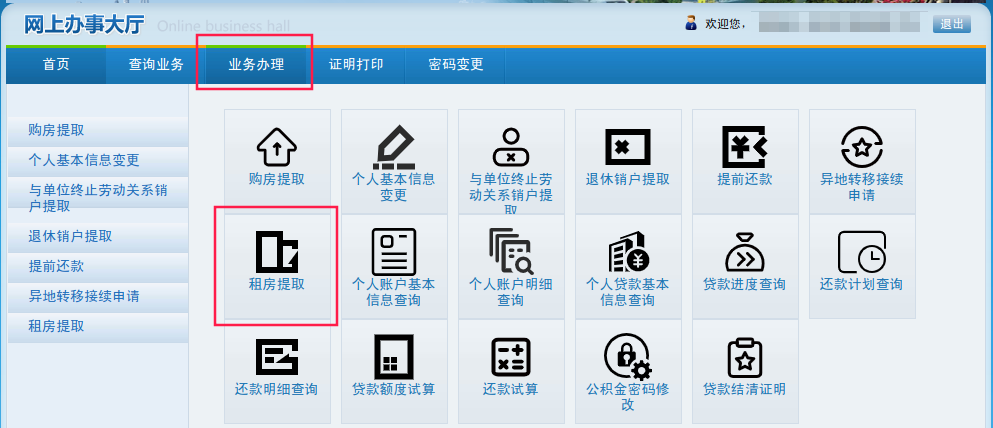 网上办事大厅
Online business hall
欢迎您，
退出
首页
查询业务
业务办理
证明打印
密码变更
购房提取
个人基本信息变更
与单位终止劳动关系销
户提取
退休销户提取
提前还款
异地转移接续申请
租房提取
购房提取
个人基本信息
变更
与单位终止劳
动关系销户提
取
退休销户提取
提前还款
异地转移接续
申请
租房提取
个人账户基本
信息查询
个人账户明细
查询
个人贷款基本
信息查询
贷款进度查询
还款计划查询
还款明细查询
贷款额度试算
还款试算
公积金密码修
改
贷款结清证明